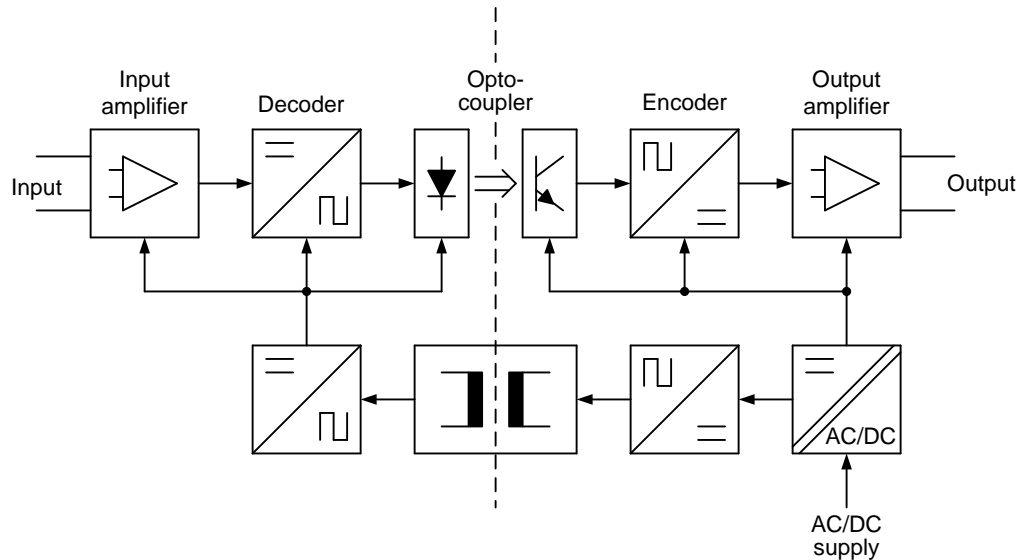 Input
amplifier
Decoder
Opto-
coupler
Encoder
Output
amplifier
Input
Output
AC/DC
AC/DC
supply